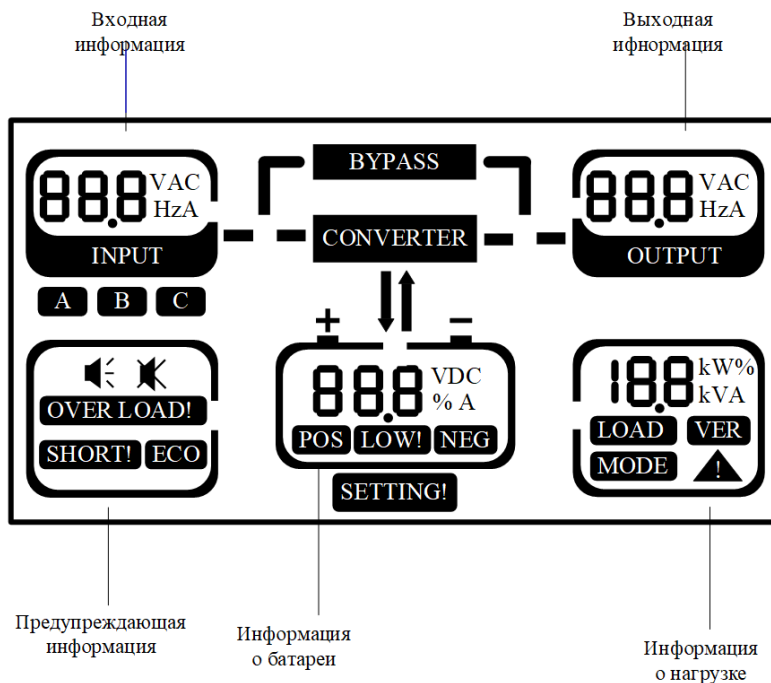 Входная
информация
Выходная
ифнормация
88.8 VAC
HzA
INPUT
A B C
BYPASS
CONVERTER
88.8 VAC
HzA
OUTPUT
OVER LOAD!
SHORT! ECO
+ −
88.8 VDC
% A
POS LOW! NEG
SETTING!
188 kW%
kVA
LOAD VER
MODE !
Предупреждающая
информация
Информация
о батареи
Информация
о нагрузке